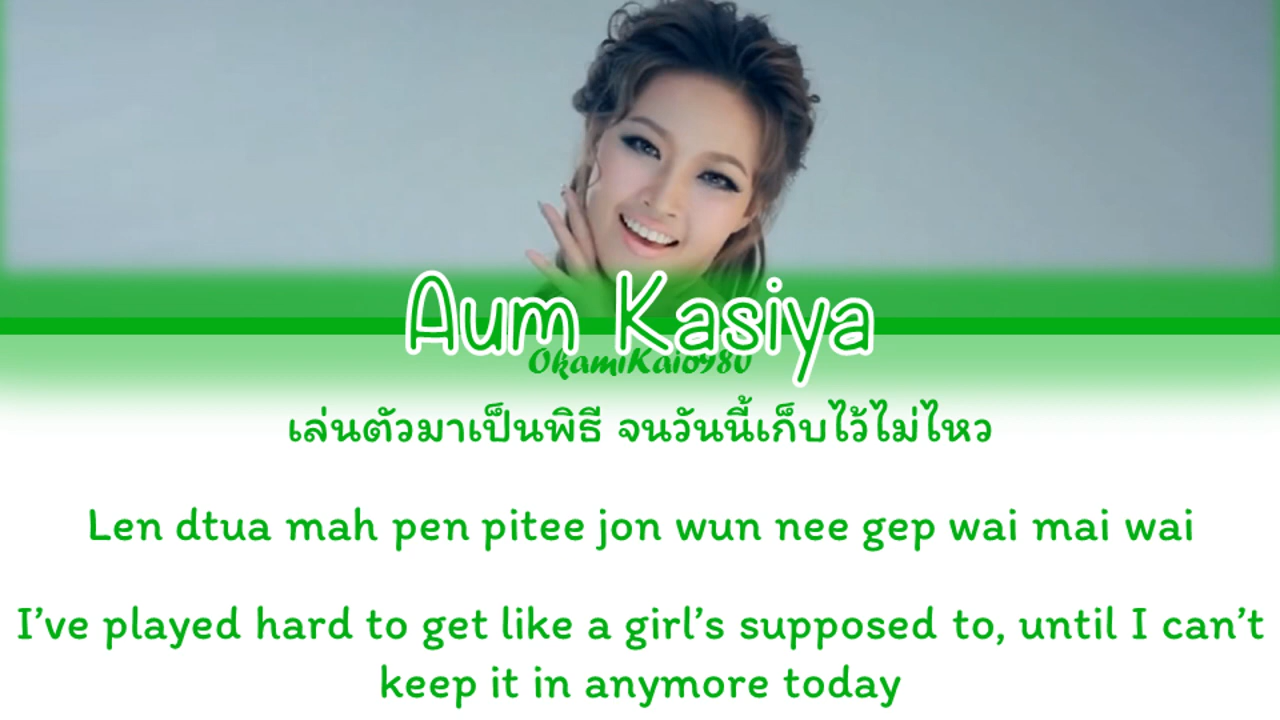 Aum Kasiya
OkamiKaio980
เล่นตัวมาเป็นพิธี จนวันนี้เก็บไว้ไม่ไหว
Len dtua mah pen pitee jon wun nee gep wai mai wai
I've played hard to get like a girl's supposed to, until I can't
keep it in anymore today